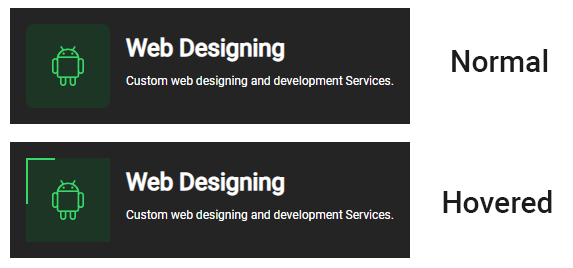 Web Designing
Custom web designing and development Services.
Normal
Web Designing
Custom web designing and development Services.
Hovered